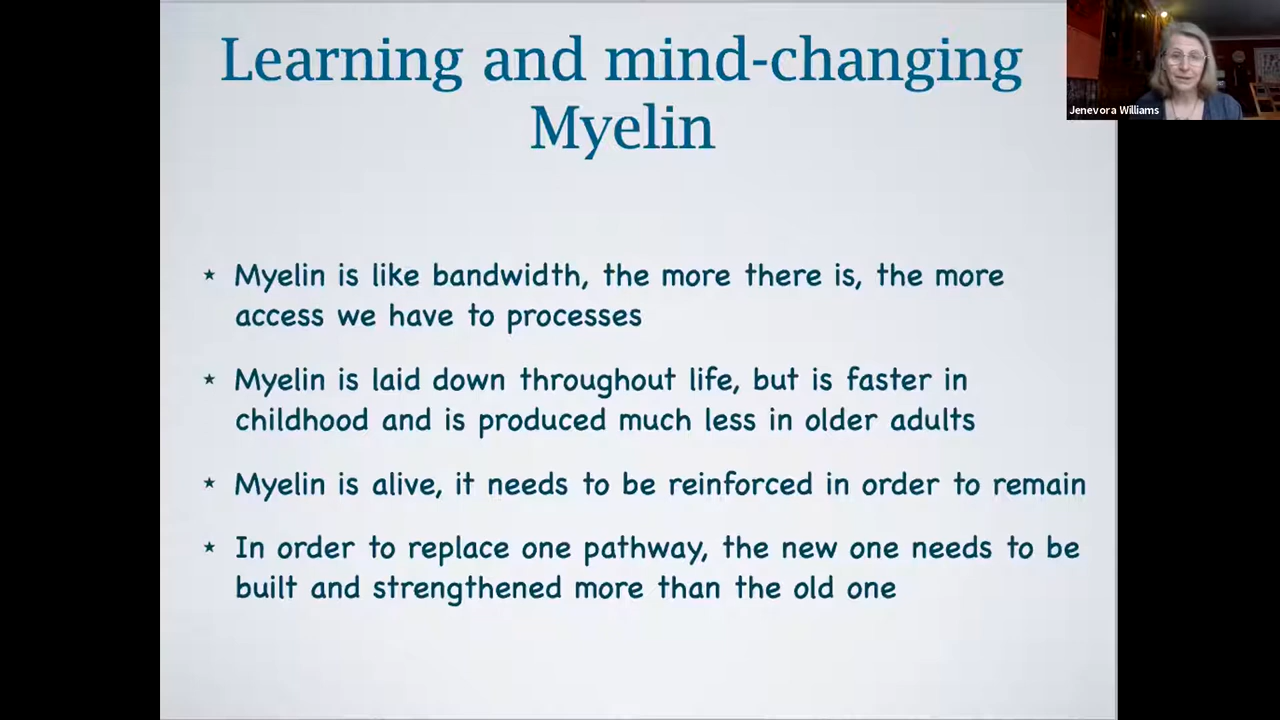 Learning and mind-changing
Myelin
Jenevora Williams
* Myelin is like bandwidth, the more there is, the more
access we have to processes
* Myelin is laid down throughout life, but is faster in
childhood and is produced much less in older adults
* Myelin is alive, it needs to be reinforced in order to remain
* In order to replace one pathway, the new one needs to be
built and strengthened more than the old one